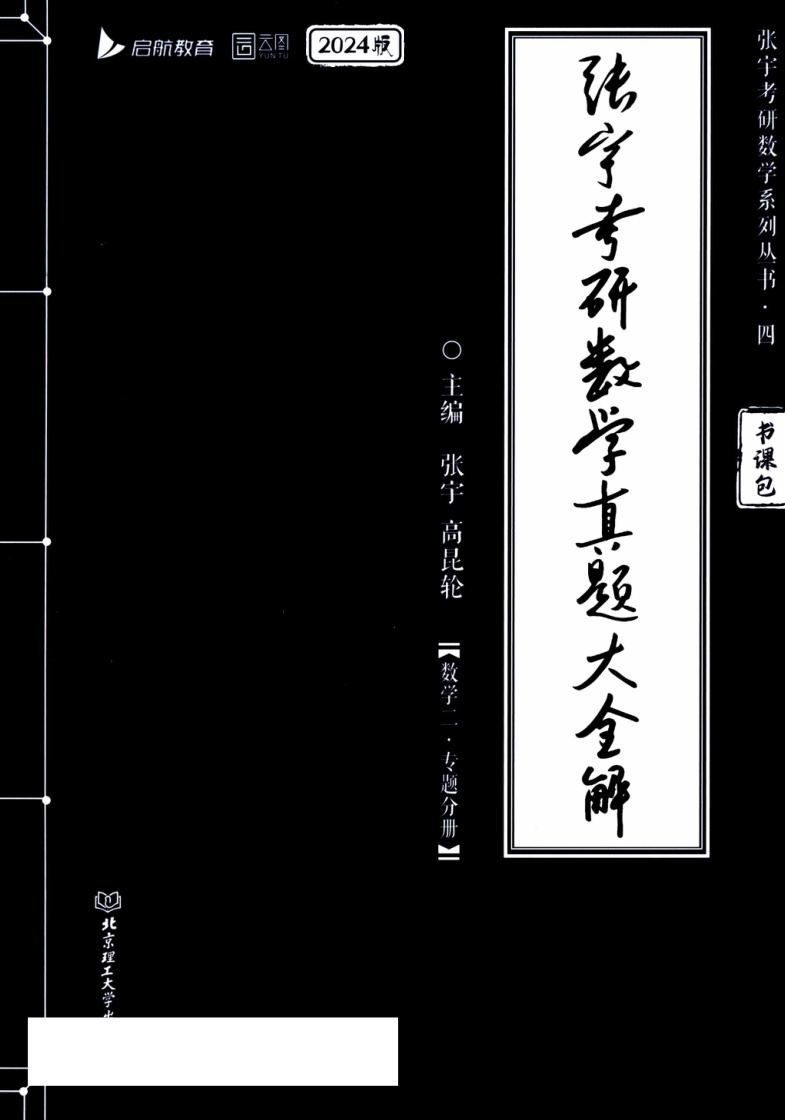 启航教育
云图
YUN TU
2024版
张宇考研数学系列丛书·四
书课包
张宇考研数学真题大全解
主编 张宇 高昆轮
【数学二·专题分册】
北京理工大学